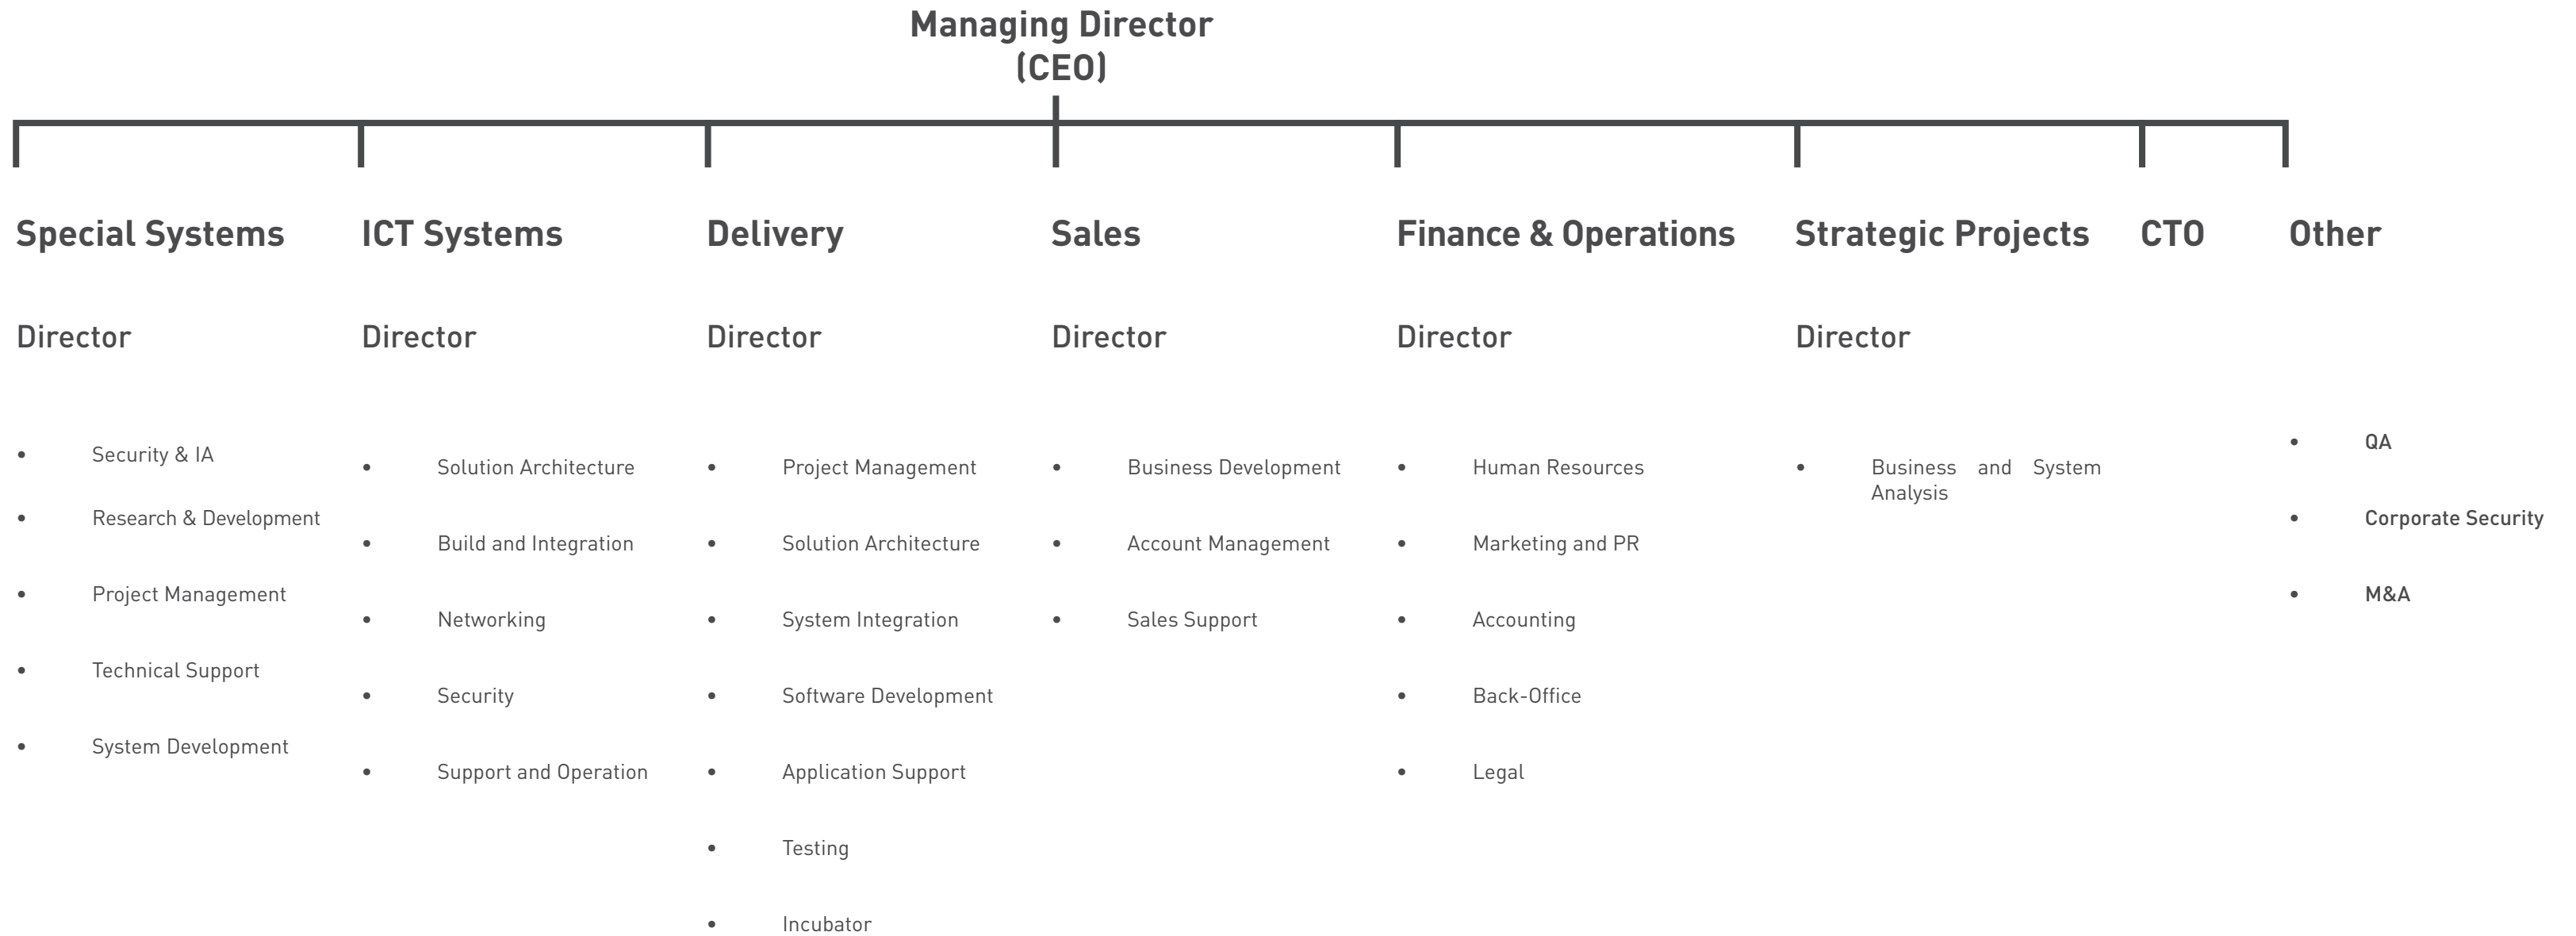 Managing Director
(CEO)
Special Systems
ICT Systems
Delivery
Sales
Finance & Operations
Strategic Projects
CTO
Other
Director
Director
Director
Director
Director
Director
• Security & IA
• Research & Development
• Project Management
• Technical Support
• System Development
• Solution Architecture
• Build and Integration
• Networking
• Security
• Support and Operation
• Project Management
• Solution Architecture
• System Integration
• Software Development
• Application Support
• Testing
• Incubator
• Business Development
• Account Management
• Sales Support
• Human Resources
• Marketing and PR
• Accounting
• Back-Office
• Legal
• Business and System
Analysis
• QA
• Corporate Security
• M&A